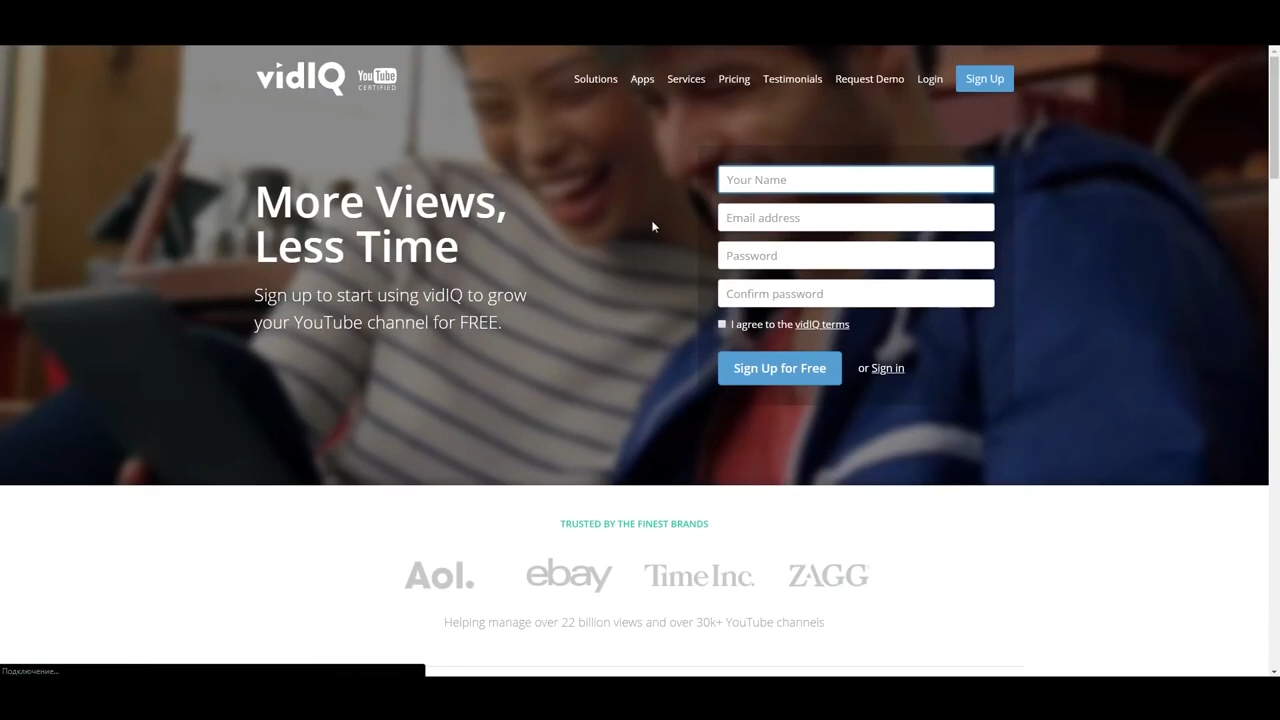 vidIQ
YouTube
CERTIFIED
Solutions Apps Services Pricing Testimonials Request Demo Login Sign Up
More Views,
Less Time
Sign up to start using vidIQ to grow
your YouTube channel for FREE.
Your Name
Email address
Password
Confirm password
I agree to the vidIQ terms
Sign Up for Free or Sign in
TRUSTED BY THE FINEST BRANDS
Aol. ebay Time Inc. ZAGG
Helping manage over 22 billion views and over 30k+ YouTube channels
Подключение...